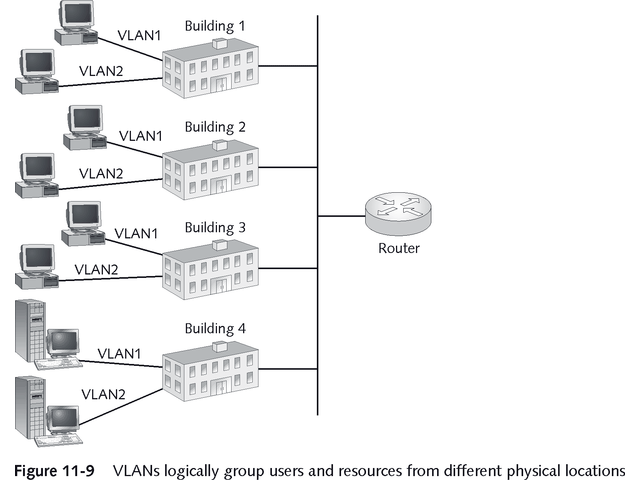 VLAN1
Building 1
VLAN2
Building 2
VLAN1
VLAN2
Building 3
VLAN1
VLAN2
Router
Building 4
VLAN1
VLAN2
Figure 11-9 VLANs logically group users and resources from different physical locations